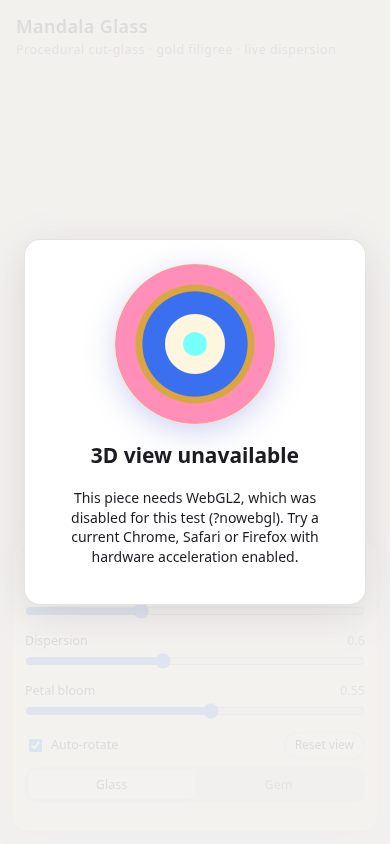 Mandala Glass
Procedural cut-glass · gold filigree · live dispersion
3D view unavailable
This piece needs WebGL2, which was
disabled for this test (?nowebgl). Try a
current Chrome, Safari or Firefox with
hardware acceleration enabled.
Dispersion 0.6
Petal bloom 0.55
Auto-rotate Reset view
Glass Gem